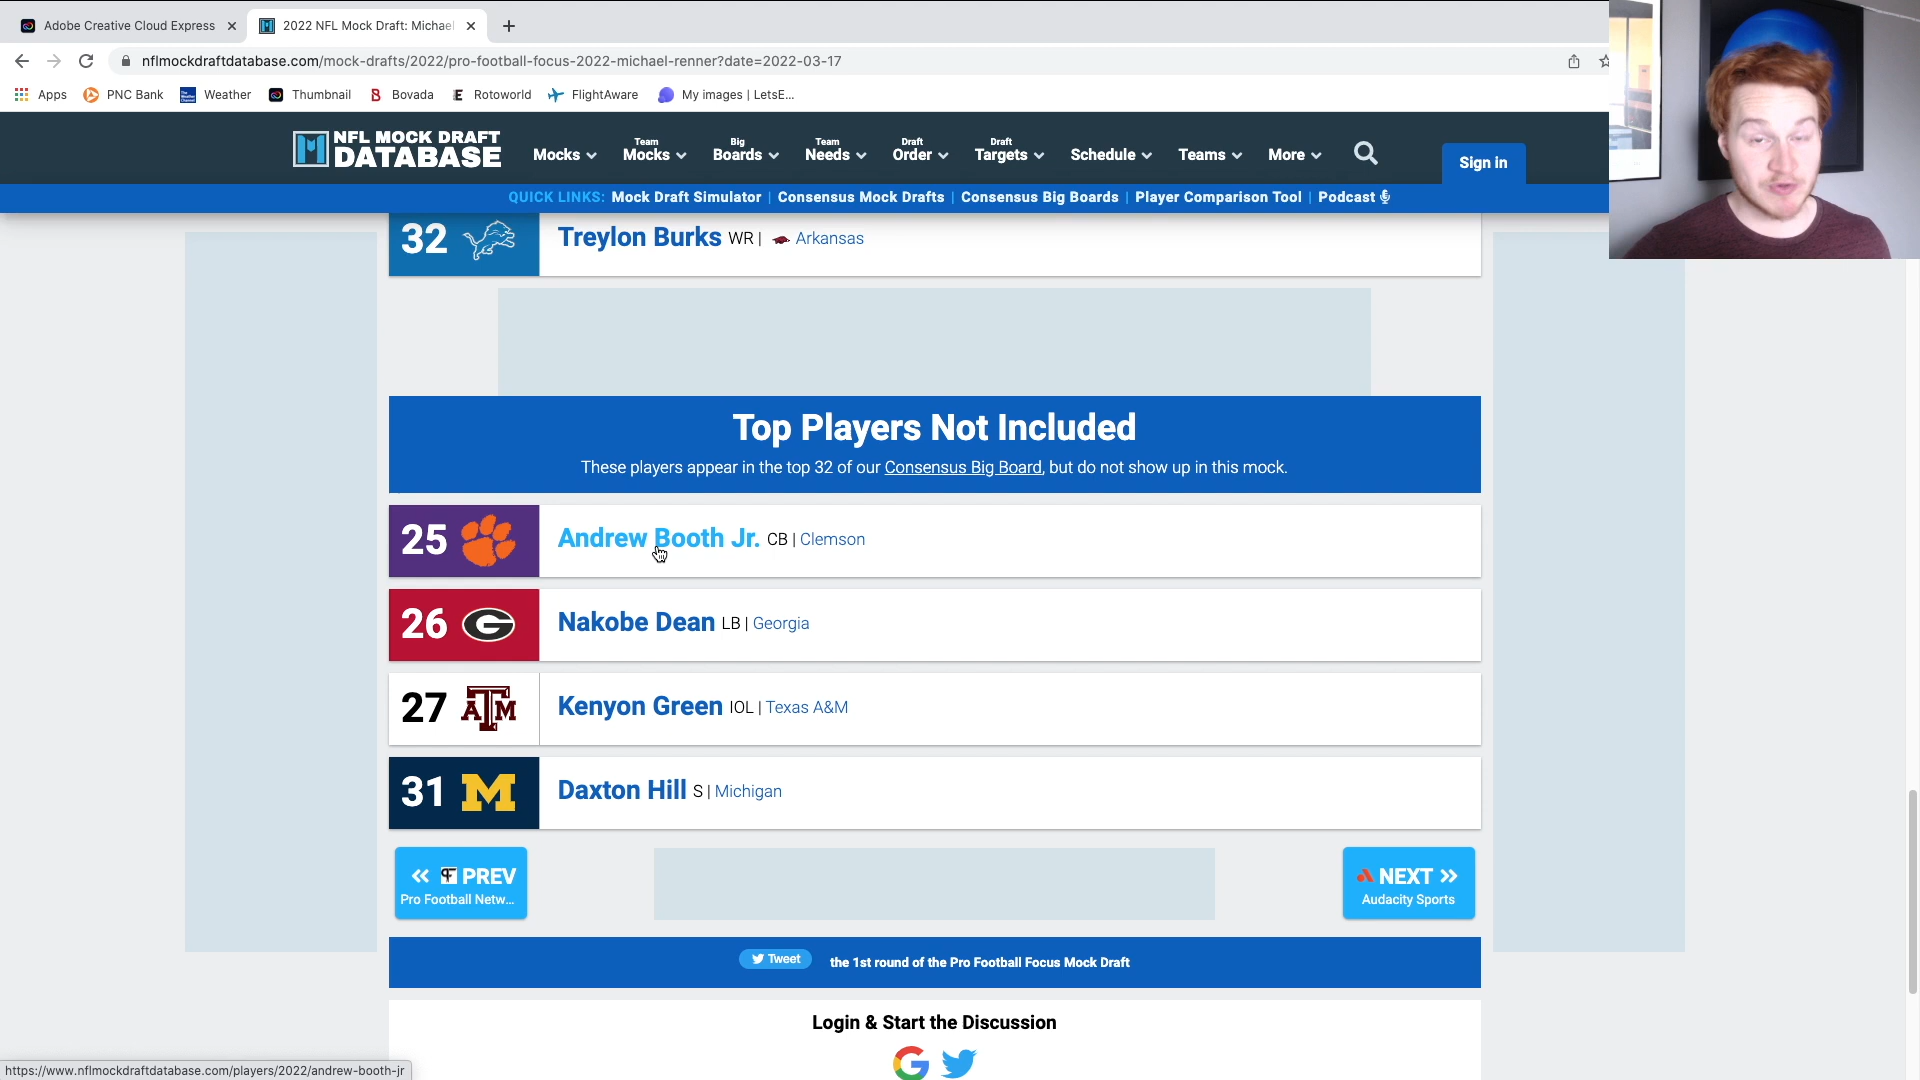 Adobe Creative Cloud Express
2022 NFL Mock Draft: Michael
nflmockdraftdatabase.com/mock-drafts/2022/pro-football-focus-2022-michael-renner?date=2022-03-17
Apps
PNC Bank
Weather
Thumbnail
B
Bovada
E
Rotoworld
FlightAware
My images | LetsE...
NFL MOCK DRAFT
DATABASE
Mocks
Team
Mocks
Big
Boards
Team
Needs
Draft
Order
Draft
Targets
Schedule
Teams
More
Sign in
QUICK LINKS: Mock Draft Simulator | Consensus Mock Drafts | Consensus Big Boards | Player Comparison Tool | Podcast
32 Treylon Burks WR | Arkansas
Top Players Not Included
These players appear in the top 32 of our Consensus Big Board, but do not show up in this mock.
25 Andrew Booth Jr. CB | Clemson
26 G Nakobe Dean LB | Georgia
27 ATM Kenyon Green IOL | Texas A&M
31 M Daxton Hill S | Michigan
« PREV
Pro Football Netw...
NEXT »
Audacity Sports
Tweet the 1st round of the Pro Football Focus Mock Draft
Login & Start the Discussion
G
https://www.nflmockdraftdatabase.com/players/2022/andrew-booth-jr